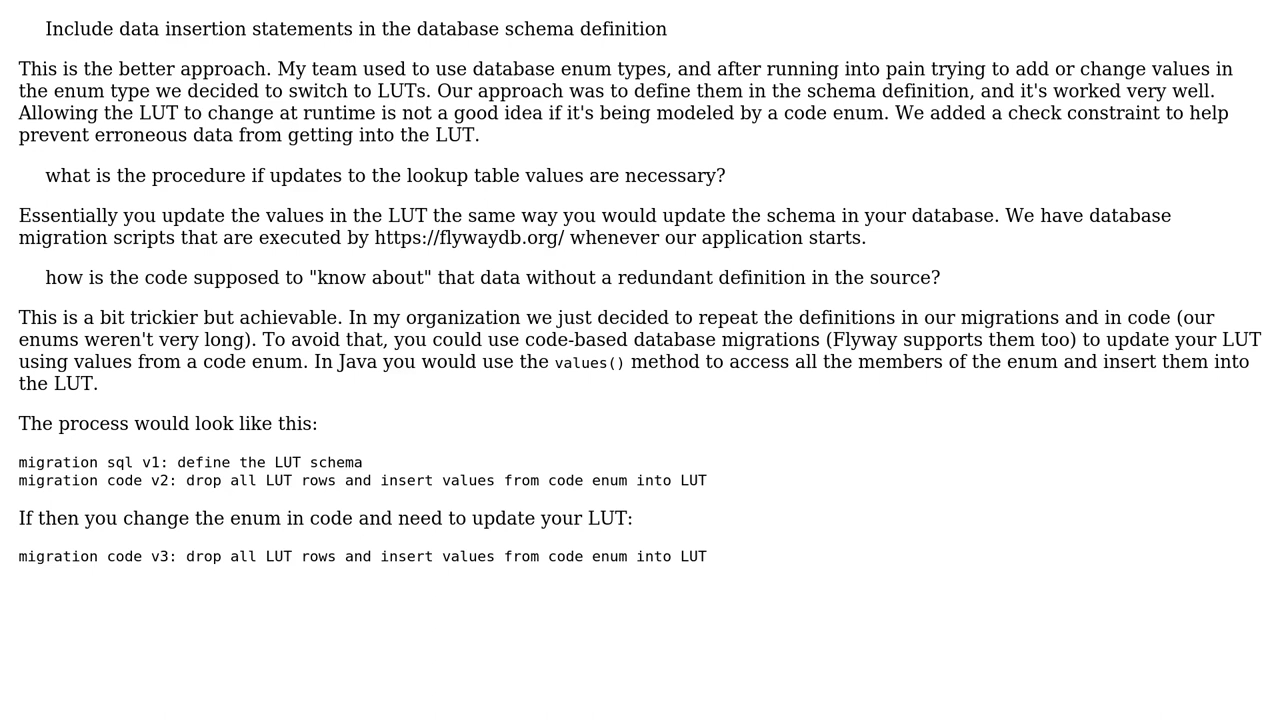 Include data insertion statements in the database schema definition
This is the better approach. My team used to use database enum types, and after running into pain trying to add or change values in
the enum type we decided to switch to LUTs. Our approach was to define them in the schema definition, and it's worked very well.
Allowing the LUT to change at runtime is not a good idea if it's being modeled by a code enum. We added a check constraint to help
prevent erroneous data from getting into the LUT.
what is the procedure if updates to the lookup table values are necessary?
Essentially you update the values in the LUT the same way you would update the schema in your database. We have database
migration scripts that are executed by https://flywaydb.org/ whenever our application starts.
how is the code supposed to "know about" that data without a redundant definition in the source?
This is a bit trickier but achievable. In my organization we just decided to repeat the definitions in our migrations and in code (our
enums weren't very long). To avoid that, you could use code-based database migrations (Flyway supports them too) to update your LUT
using values from a code enum. In Java you would use the values() method to access all the members of the enum and insert them into
the LUT.
The process would look like this:
migration sql v1: define the LUT schema
migration code v2: drop all LUT rows and insert values from code enum into LUT
If then you change the enum in code and need to update your LUT:
migration code v3: drop all LUT rows and insert values from code enum into LUT